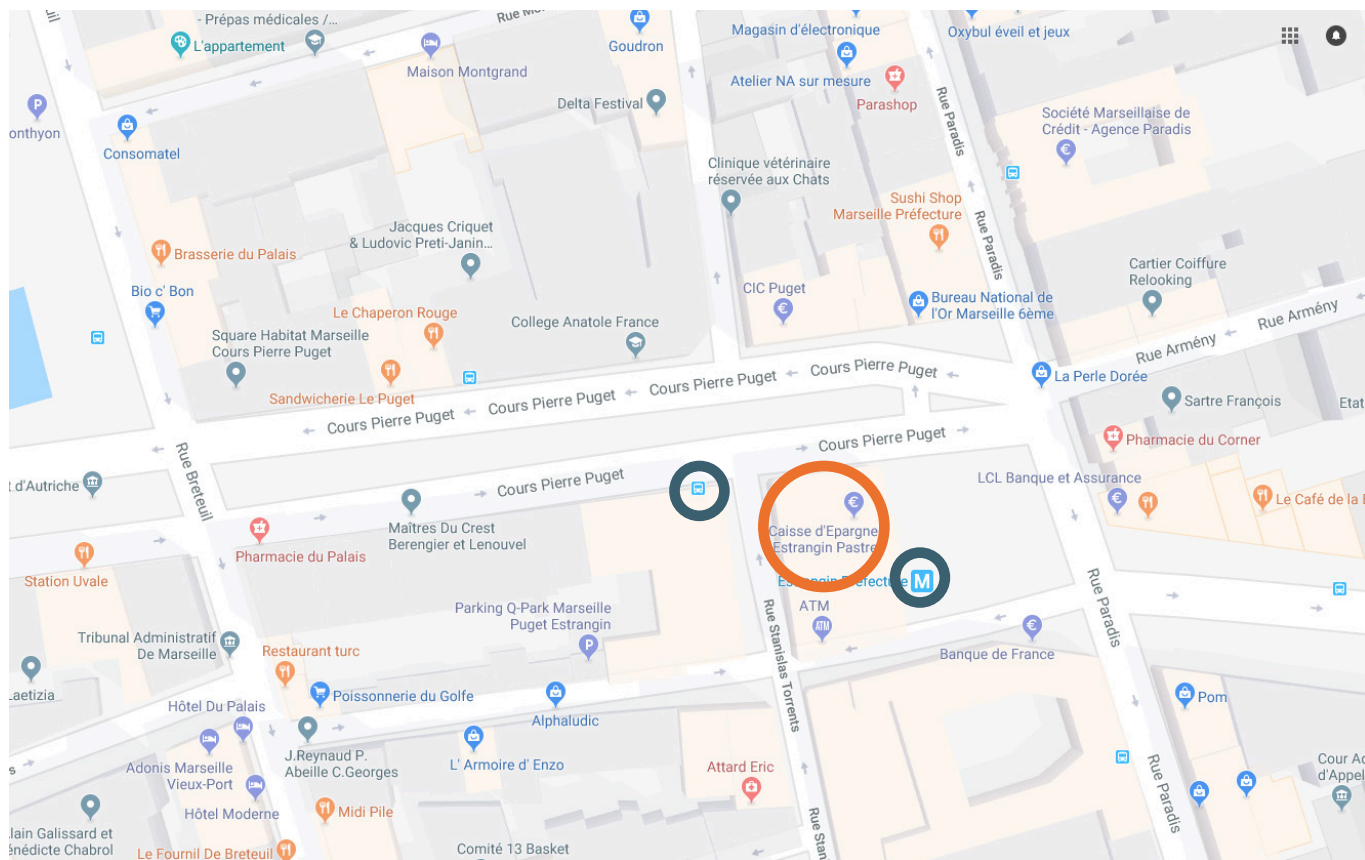 - Prépas médicales /...
L'appartement
Maison Montgrand
Goudron
Magasin d'électronique
Oxybul éveil et jeux
Atelier NA sur mesure
Parashop
Delta Festival
Rue Paradis
Société Marseillaise de
Crédit - Agence Paradis
onthyon
Consomatel
Clinique vétérinaire
réservée aux Chats
Sushi Shop
Marseille Préfecture
Rue Paradis
Jacques Criquet
& Ludovic Preti-Janin...
Brasserie du Palais
Bio c' Bon
Cartier Coiffure
Relooking
CIC Puget
Bureau National de
l'Or Marseille 6ème
Le Chaperon Rouge
College Anatole France
Square Habitat Marseille
Cours Pierre Puget
Rue Armény
Rue Armény
Sandwicherie Le Puget
Cours Pierre Puget
Cours Pierre Puget
Cours Pierre Puget
Cours Pierre Puget
La Perle Dorée
Sartre François
Etat
Cours Pierre Puget
Pharmacie du Corner
Rue Breteuil
t d'Autriche
Cours Pierre Puget
LCL Banque et Assurance
Le Café de la
Maîtres Du Crest
Berengier et Lenouvel
Caisse d'Epargne
Estrangin Pastre
Pharmacie du Palais
Station Uvale
Estrangin Préfecture M
ATM
ATM
Rue Paradis
Parking Q-Park Marseille
Puget Estrangin
P
Rue Stanislas Torrents
Banque de France
Tribunal Administratif
De Marseille
Restaurant turc
Laetizia
Poissonnerie du Golfe
Hôtel Du Palais
Alphaludic
Pom
J.Reynaud P.
Abeille C.Georges
L' Armoire d' Enzo
Attard Eric
Adonis Marseille
Vieux-Port
Hôtel Moderne
Midi Pile
Rue Paradis
Cour
d'Appel
Rue Stan
lain Galissard et
énédicte Chabrol
Le Fournil De Breteuil
Comité 13 Basket